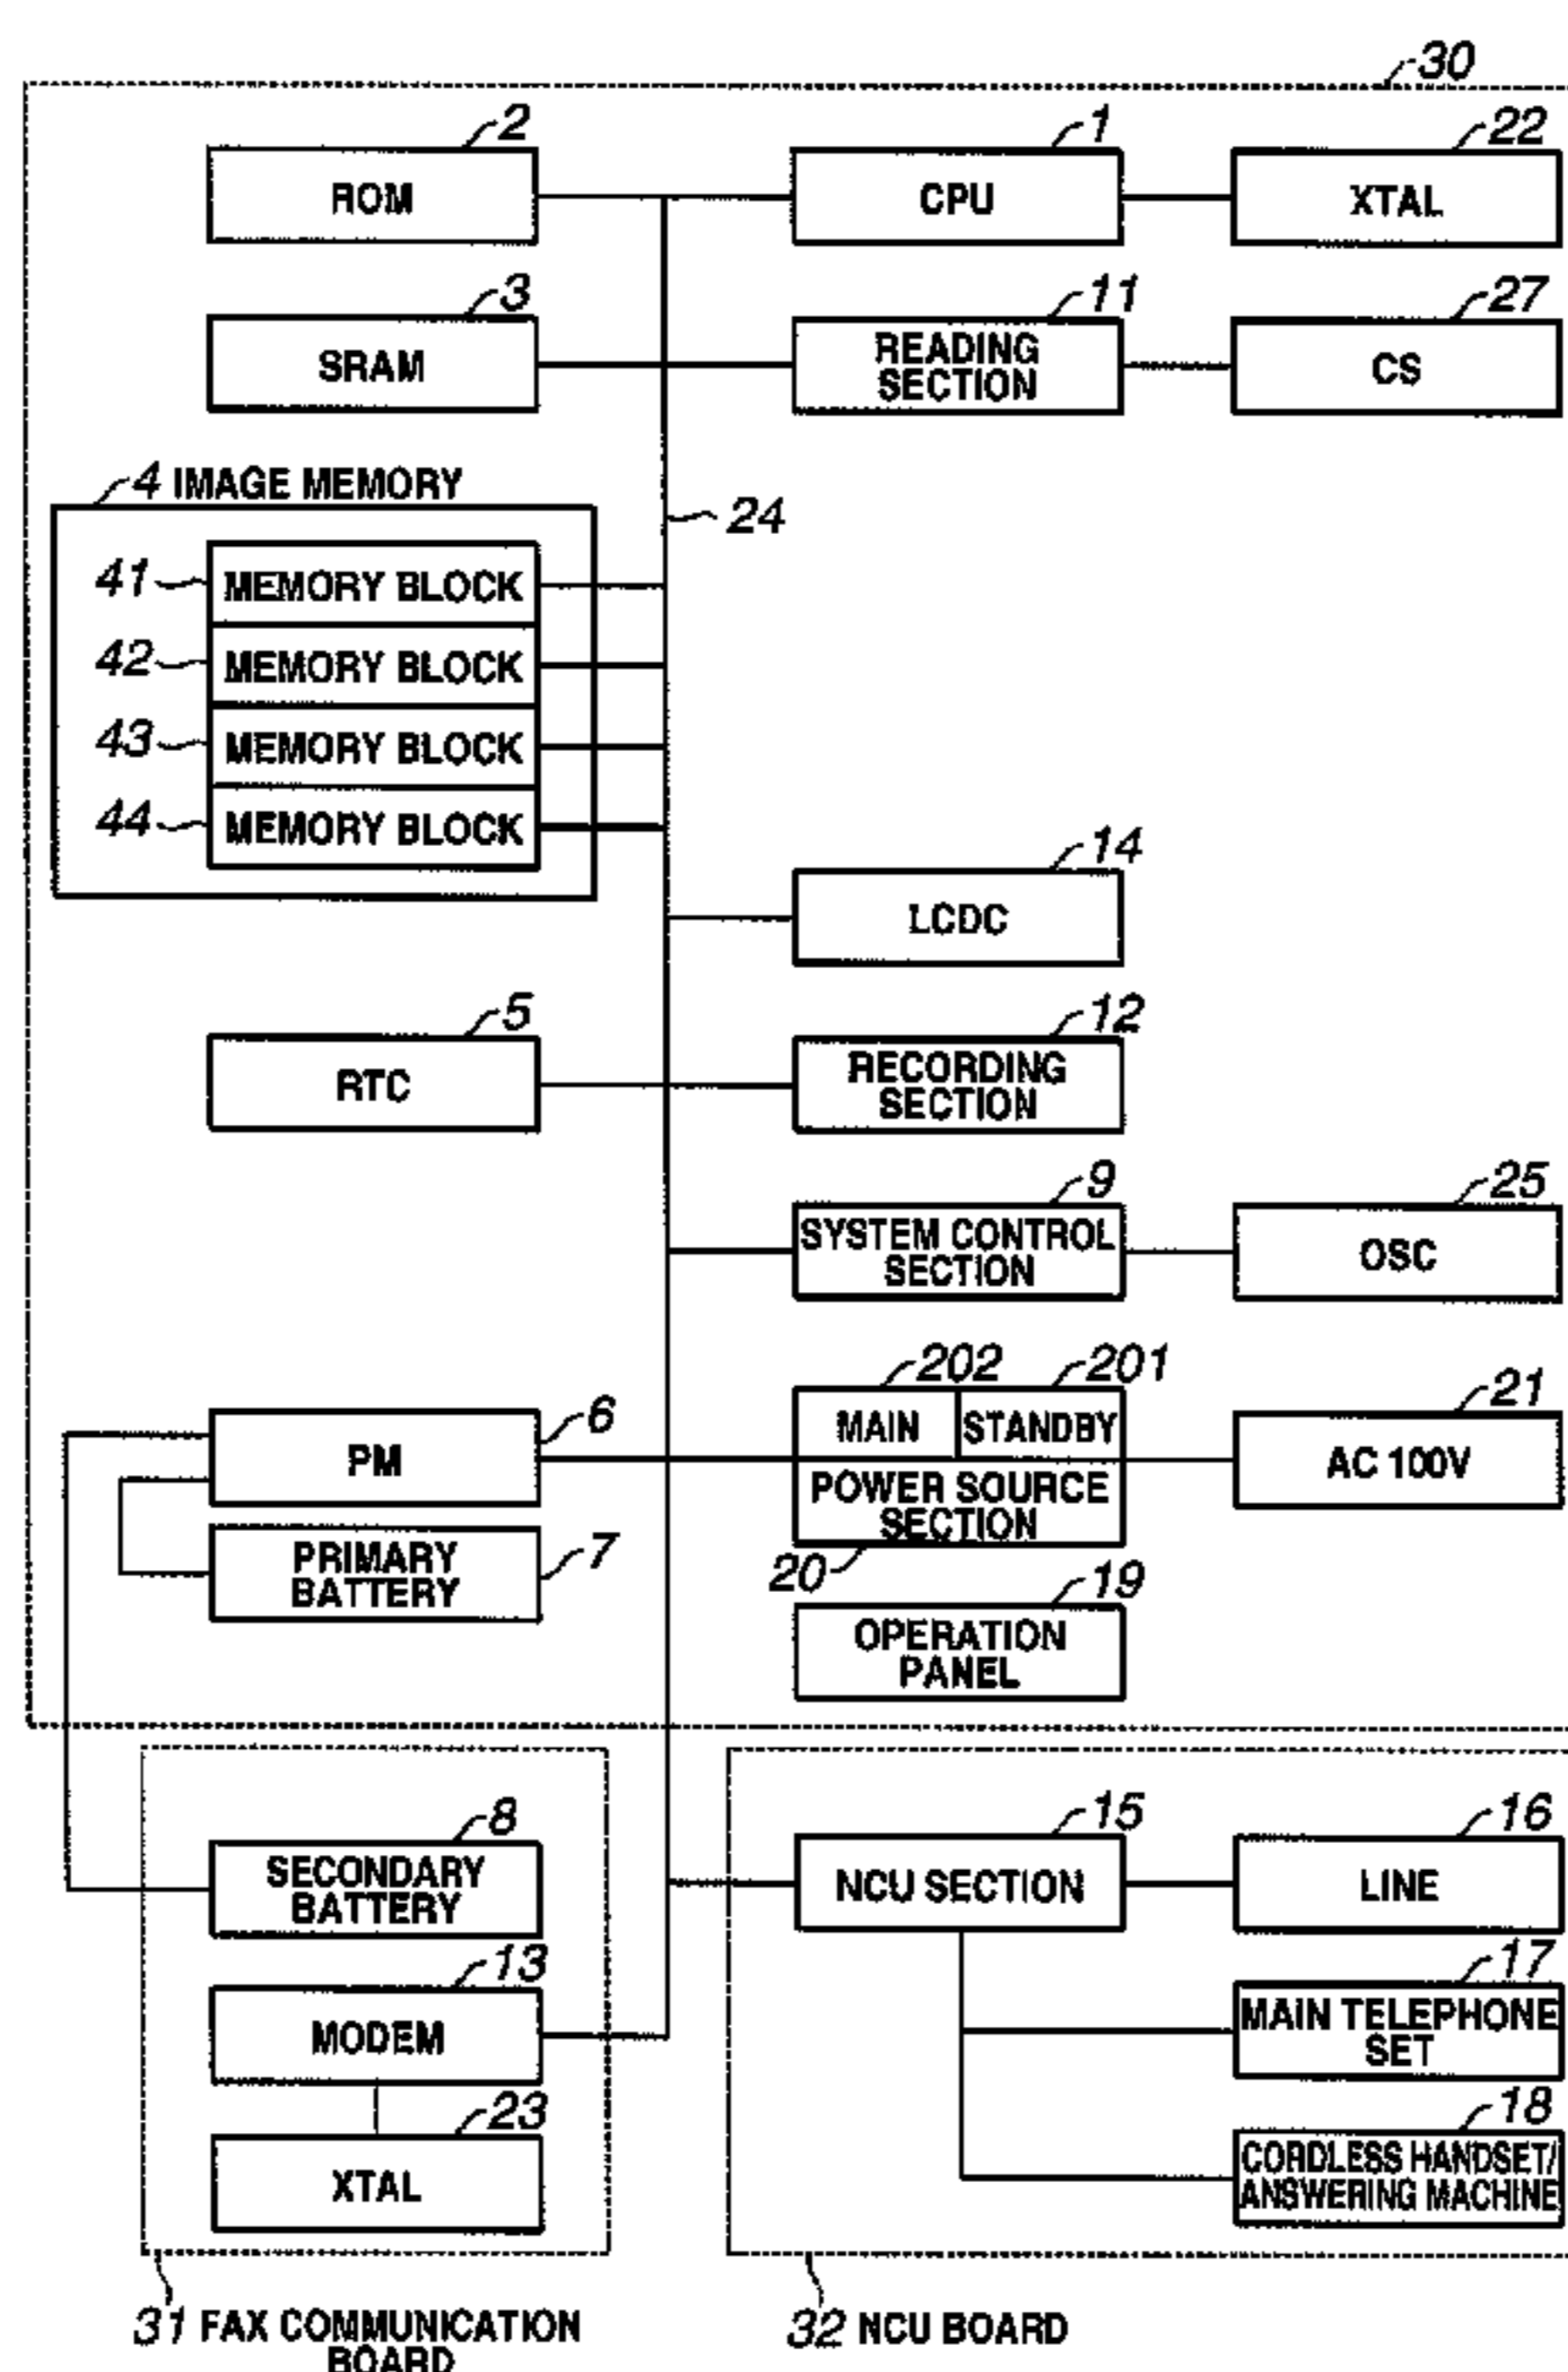 30
2
ROM
1
CPU
22
XTAL
3
SRAM
11
READING
SECTION
27
CS
4 IMAGE MEMORY
24
41
MEMORY BLOCK
42
MEMORY BLOCK
43
MEMORY BLOCK
44
MEMORY BLOCK
14
LCDC
5
RTC
12
RECORDING
SECTION
9
SYSTEM CONTROL
SECTION
25
OSC
6
PM
202
MAIN
201
STANDBY
POWER SOURCE
SECTION
20
21
AC 100V
7
PRIMARY
BATTERY
19
OPERATION
PANEL
8
SECONDARY
BATTERY
15
NCU SECTION
16
LINE
13
MODEM
17
MAIN TELEPHONE
SET
23
XTAL
18
CORDLESS HANDSET/
ANSWERING MACHINE
31 FAX COMMUNICATION
BOARD
32 NCU BOARD